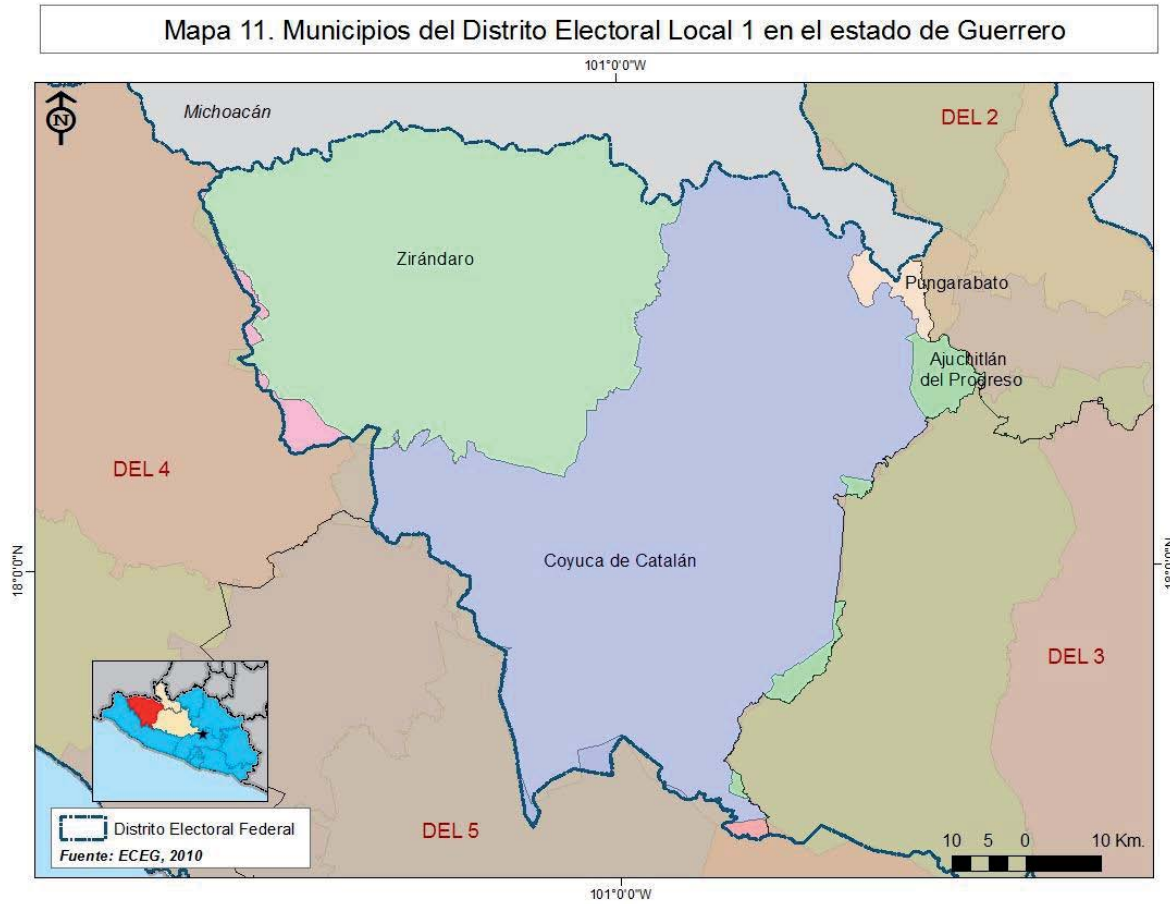 Mapa 11. Municipios del Distrito Electoral Local 1 en el estado de Guerrero
101°0'0"W
N
Michoacán
DEL 2
Zirándaro
Pungarabato
Ajuchitlán
del Progreso
DEL 4
Coyuca de Catalán
18°0'0"N
18°0'0"N
DEL 3
DEL 5
Distrito Electoral Federal
Fuente: ECEG, 2010
10 5 0 10 Km.
101°0'0"W